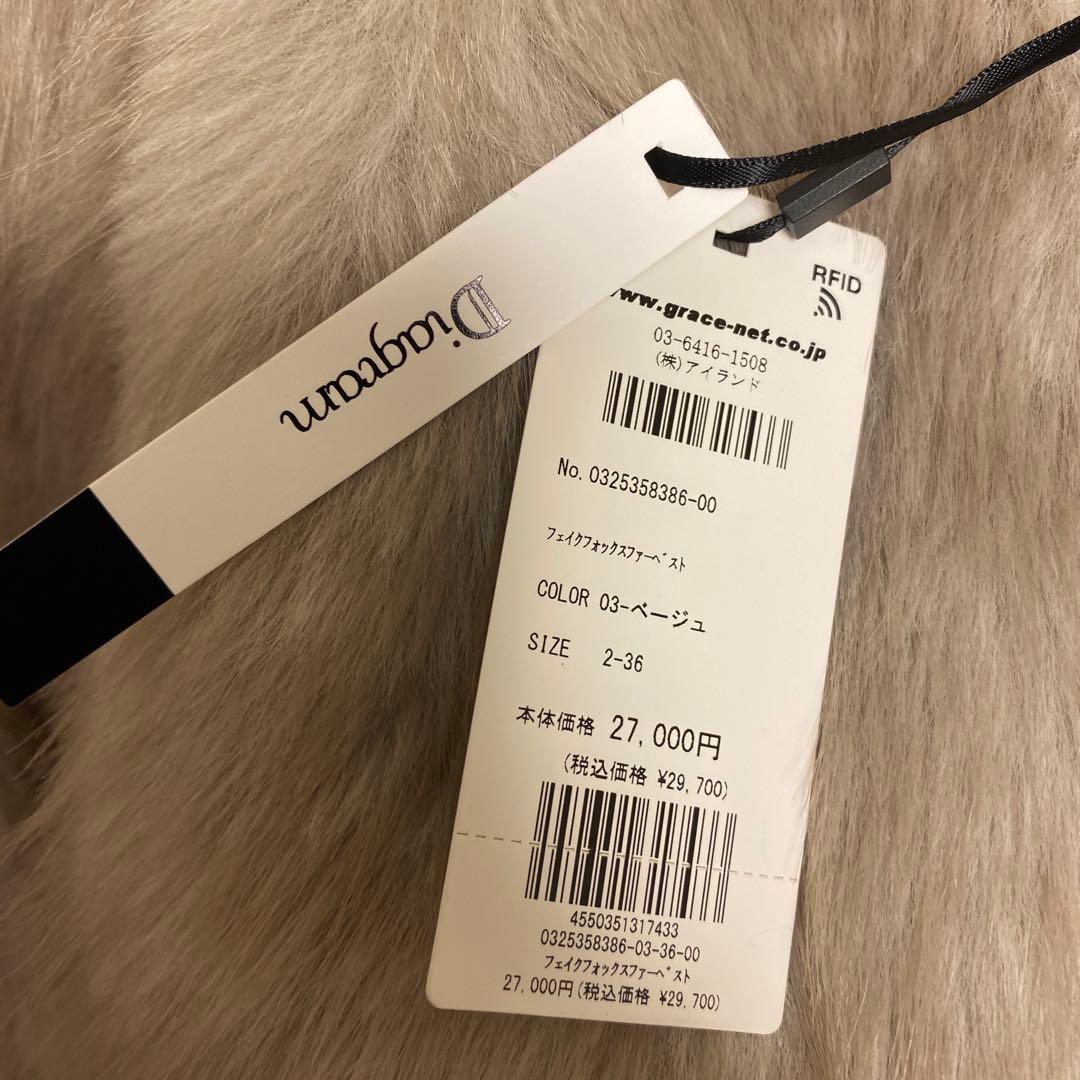 Diagram
RFID
www.grace-net.co.jp
03-6416-1508
(株)アイランド
No. 0325358386-00
フェイクフォックスファーベスト
COLOR 03-ベージュ
SIZE 2-36
本体価格 27,000円
(税込価格 ¥29,700)
4550351317433
0325358386-03-36-00
フェイクフォックスファーベスト
27,000円(税込価格 ¥29,700)